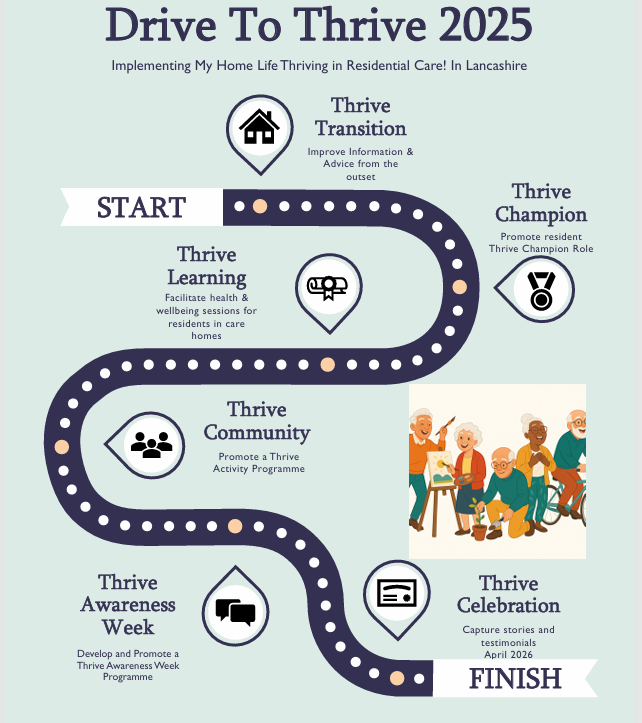 Drive To Thrive 2025
Implementing My Home Life Thriving in Residential Care! In Lancashire
Thrive
Transition
Improve Information &
Advice from the
outset
START
Thrive
Champion
Promote resident
Thrive Champion Role
Thrive
Learning
Facilitate health &
wellbeing sessions for
residents in care
homes
Thrive
Community
Promote a Thrive
Activity Programme
Thrive
Awareness
Week
Develop and Promote a
Thrive Awareness Week
Programme
Thrive
Celebration
Capture stories and
testimonials
April 2026
FINISH